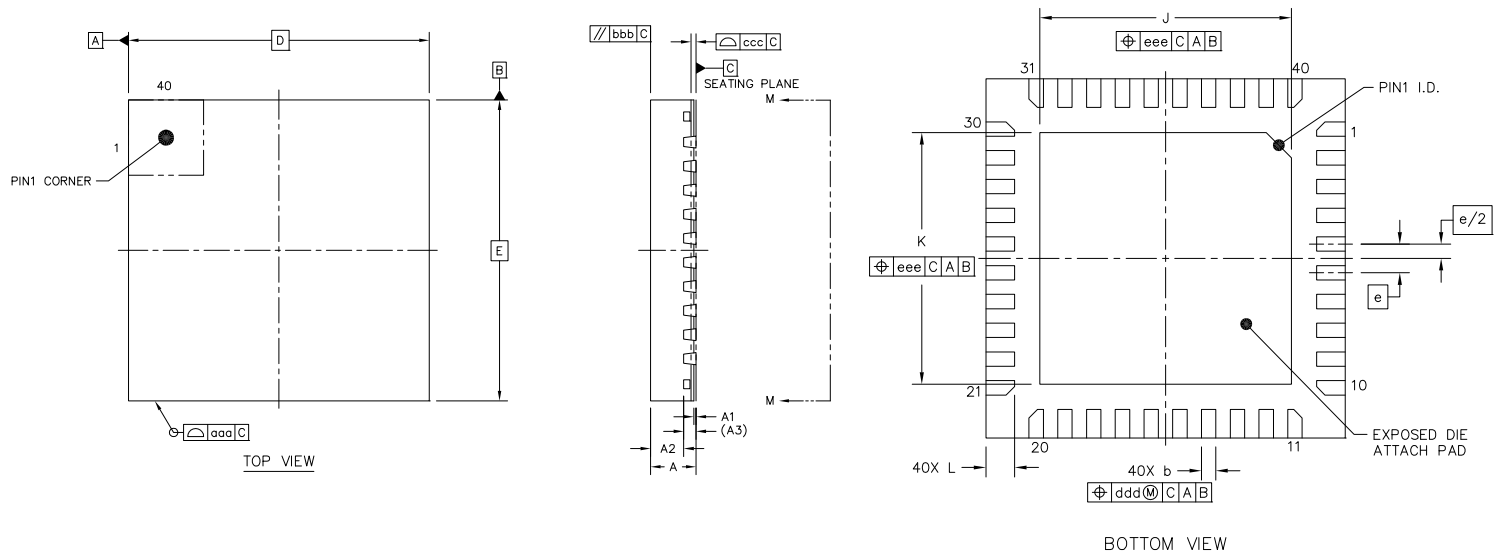 A
D
B
40
1
PIN1 CORNER
E
aaa C
TOP VIEW
// bbb C
ccc C
C
SEATING PLANE
M
M
A1
(A3)
A2
A
J
⌖ eee C A B
31
40
PIN1 I.D.
30
1
K
⌖ eee C A B
e/2
e
21
10
20
11
EXPOSED DIE
ATTACH PAD
40X L
40X b
⌖ ddd Ⓜ C A B
BOTTOM VIEW